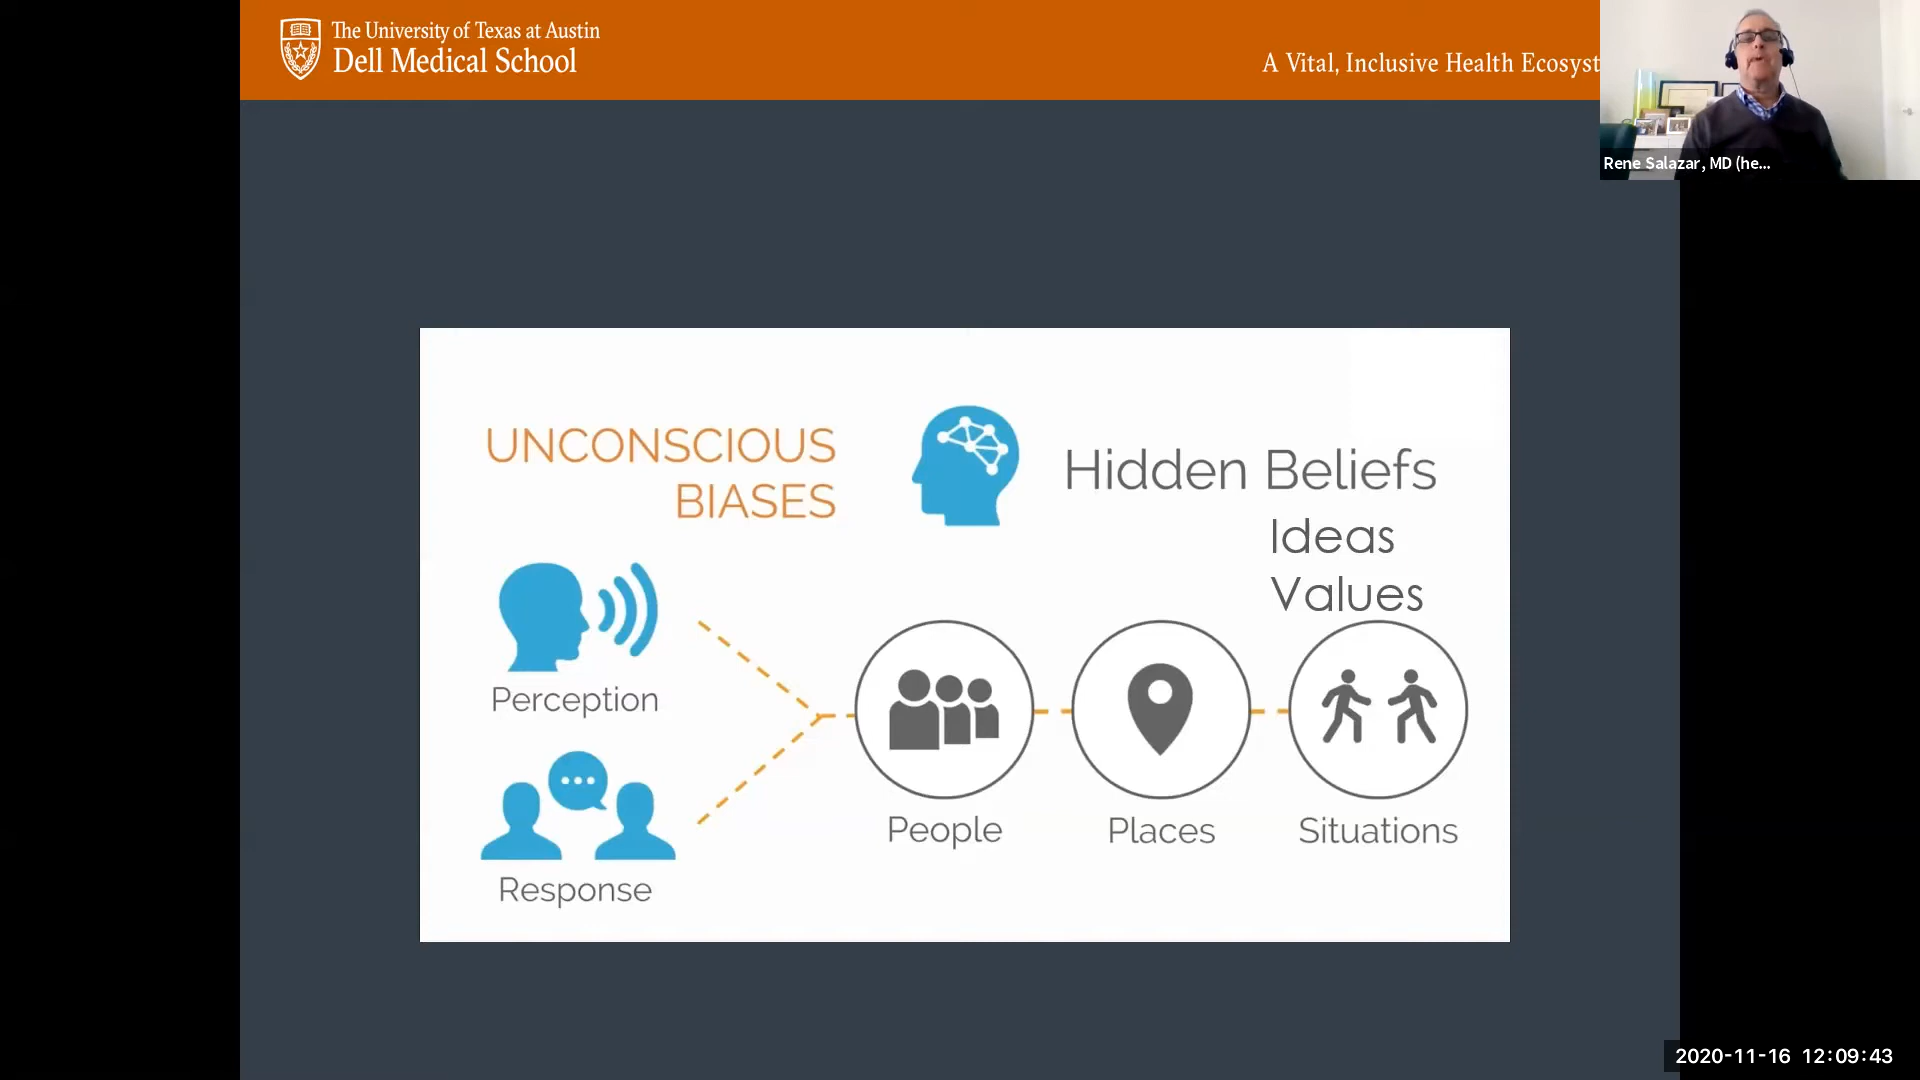 The University of Texas at Austin
Dell Medical School
A Vital, Inclusive Health Ecosyst
Rene Salazar, MD (he...
UNCONSCIOUS
BIASES
Hidden Beliefs
Ideas
Values
Perception
Response
People
Places
Situations
2020-11-16 12:09:43